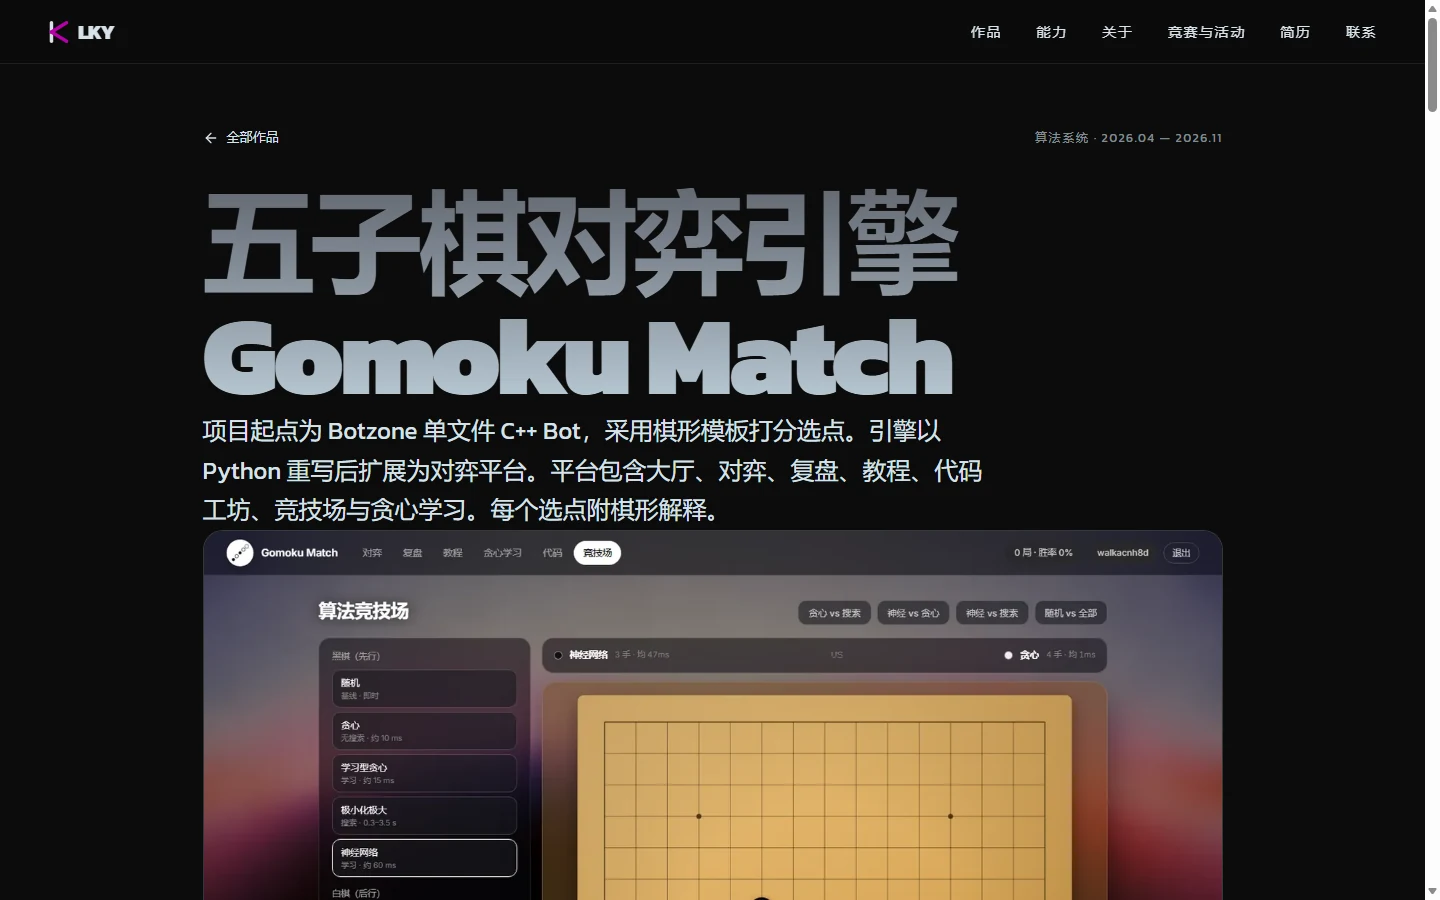 LKY
作品
能力
关于
竞赛与活动
简历
联系
← 全部作品
算法系统 · 2026.04 — 2026.11
五子棋对弈引擎
Gomoku Match
项目起点为 Botzone 单文件 C++ Bot，采用棋形模板打分选点。引擎以
Python 重写后扩展为对弈平台。平台包含大厅、对弈、复盘、教程、代码
工坊、竞技场与贪心学习。每个选点附棋形解释。
Gomoku Match
对弈
复盘
教程
贪心学习
代码
竞技场
0 局 · 胜率 0%
walkacnh8d
退出
算法竞技场
贪心 vs 搜索
神经 vs 贪心
神经 vs 搜索
随机 vs 全部
黑棋（先行）
神经网络 3 手 · 均 47ms
VS
贪心 4 手 · 均 1ms
随机
基线 · 即时
贪心
无搜索 · 约 10 ms
学习型贪心
学习 · 约 15 ms
极小化极大
搜索 · 0.3–3.5 s
神经网络
学习 · 约 60 ms
白棋（后行）